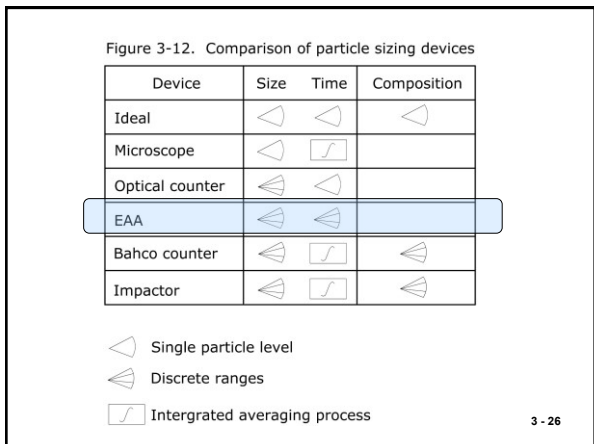 Figure 3-12. Comparison of particle sizing devices
Device Size Time Composition
Ideal
Microscope ∫
Optical counter
EAA
Bahco counter ∫
Impactor ∫
Single particle level
Discrete ranges
∫ Intergrated averaging process
3 - 26